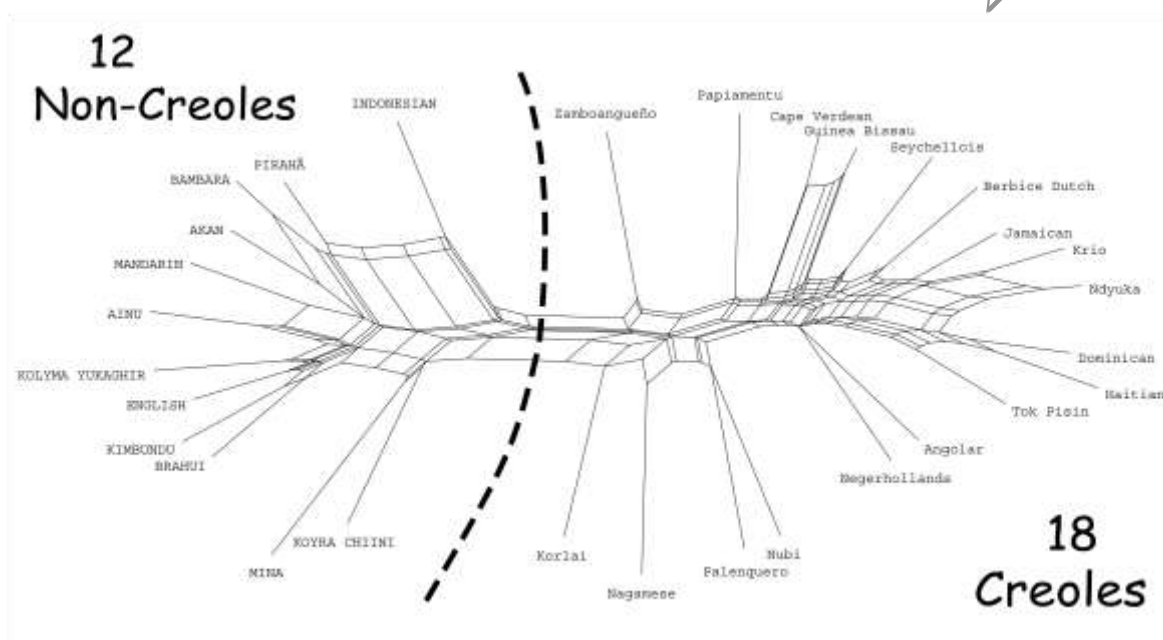 12
Non-Creoles
INDONESIAN
PIRAHÃ
BAMBARA
AKAN
MANDARIN
AINU
KOLYMA YUKAGHIR
ENGLISH
KIMBONDU
BRAHUI
KOYRA CHIINI
MINA
Zamboangueño
Papiamentu
Cape Verdean
Guinea Bissau
Seychellois
Berbice Dutch
Jamaican
Krio
Ndyuka
Dominican
Haitian
Tok Pisin
Angolar
Negerhollands
Nubi
Palenquero
Korlai
Nagamese
18
Creoles